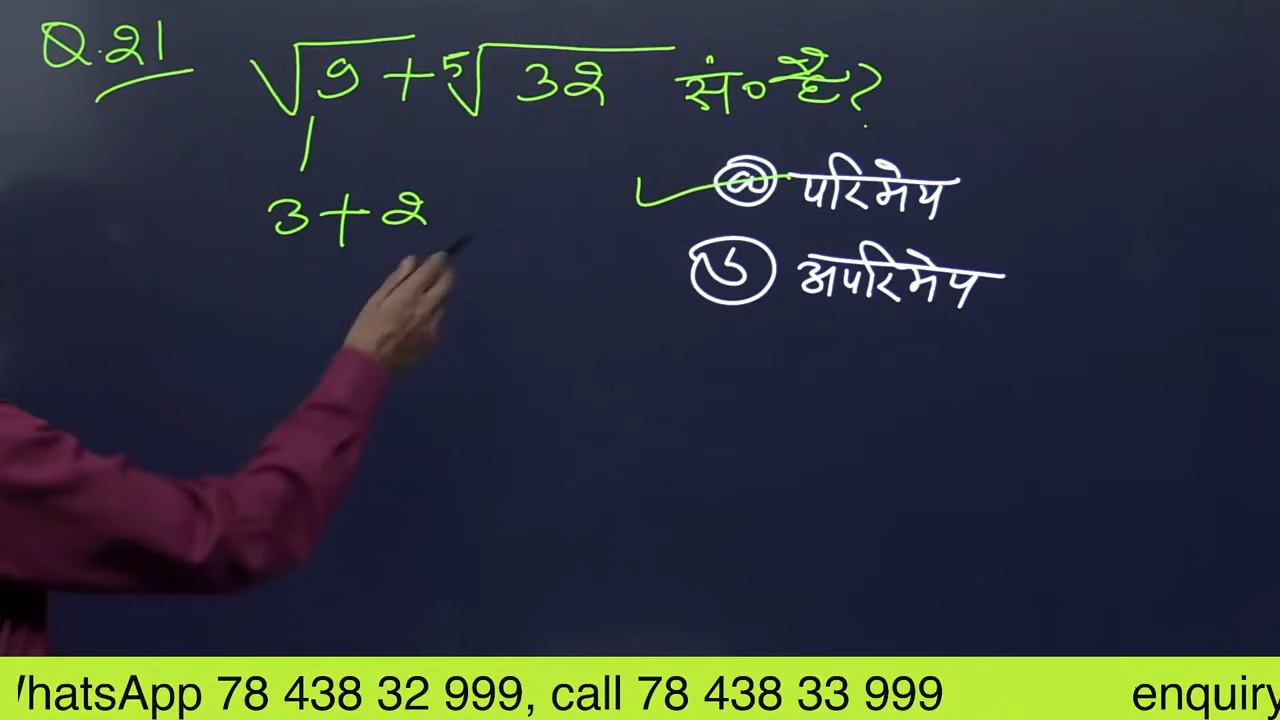 Q.21 √9 + ⁵√32 सं० है?
3+2
ⓐ परिमेय
ⓑ अपरिमेय
WhatsApp 78 438 32 999, call 78 438 33 999 enquiry